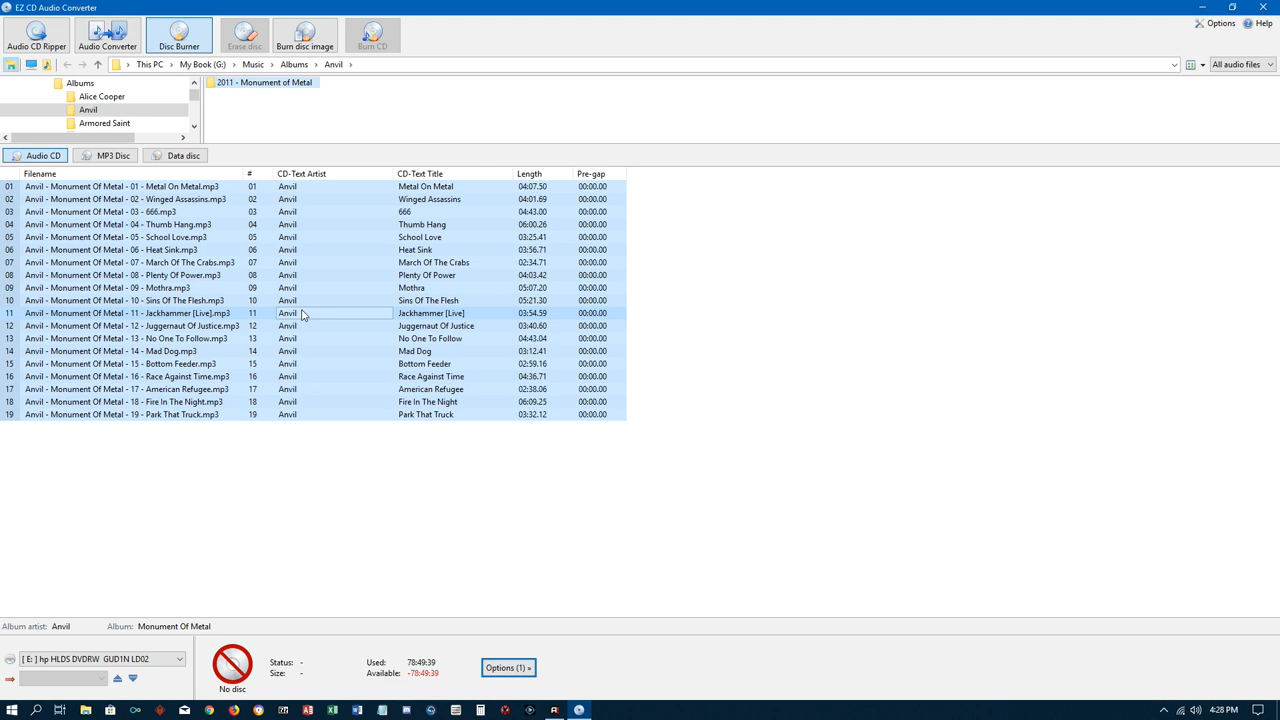 EZ CD Audio Converter
Audio CD Ripper
Audio Converter
Disc Burner
Erase disc
Burn disc image
Burn CD
Options
Help
This PC > My Book (G:) > Music > Albums > Anvil >
All audio files
Albums
Alice Cooper
Anvil
Armored Saint
2011 - Monument of Metal
Audio CD
MP3 Disc
Data disc
Filename # CD-Text Artist CD-Text Title Length Pre-gap
01 Anvil - Monument Of Metal - 01 - Metal On Metal.mp3 01 Anvil Metal On Metal 04:07.50 00:00.00
02 Anvil - Monument Of Metal - 02 - Winged Assassins.mp3 02 Anvil Winged Assassins 04:01.69 00:00.00
03 Anvil - Monument Of Metal - 03 - 666.mp3 03 Anvil 666 04:43.00 00:00.00
04 Anvil - Monument Of Metal - 04 - Thumb Hang.mp3 04 Anvil Thumb Hang 06:00.26 00:00.00
05 Anvil - Monument Of Metal - 05 - School Love.mp3 05 Anvil School Love 03:25.41 00:00.00
06 Anvil - Monument Of Metal - 06 - Heat Sink.mp3 06 Anvil Heat Sink 03:56.71 00:00.00
07 Anvil - Monument Of Metal - 07 - March Of The Crabs.mp3 07 Anvil March Of The Crabs 02:34.71 00:00.00
08 Anvil - Monument Of Metal - 08 - Plenty Of Power.mp3 08 Anvil Plenty Of Power 04:03.42 00:00.00
09 Anvil - Monument Of Metal - 09 - Mothra.mp3 09 Anvil Mothra 05:07.20 00:00.00
10 Anvil - Monument Of Metal - 10 - Sins Of The Flesh.mp3 10 Anvil Sins Of The Flesh 05:21.30 00:00.00
11 Anvil - Monument Of Metal - 11 - Jackhammer [Live].mp3 11 Anvil Jackhammer [Live] 03:54.59 00:00.00
12 Anvil - Monument Of Metal - 12 - Juggernaut Of Justice.mp3 12 Anvil Juggernaut Of Justice 03:40.60 00:00.00
13 Anvil - Monument Of Metal - 13 - No One To Follow.mp3 13 Anvil No One To Follow 04:43.04 00:00.00
14 Anvil - Monument Of Metal - 14 - Mad Dog.mp3 14 Anvil Mad Dog 03:12.41 00:00.00
15 Anvil - Monument Of Metal - 15 - Bottom Feeder.mp3 15 Anvil Bottom Feeder 02:59.16 00:00.00
16 Anvil - Monument Of Metal - 16 - Race Against Time.mp3 16 Anvil Race Against Time 04:36.71 00:00.00
17 Anvil - Monument Of Metal - 17 - American Refugee.mp3 17 Anvil American Refugee 02:38.06 00:00.00
18 Anvil - Monument Of Metal - 18 - Fire In The Night.mp3 18 Anvil Fire In The Night 06:09.25 00:00.00
19 Anvil - Monument Of Metal - 19 - Park That Truck.mp3 19 Anvil Park That Truck 03:32.12 00:00.00
Album artist: Anvil Album: Monument Of Metal
[ E: ] hp HLDS DVDRW GUD1N LD02
No disc
Status: -
Size: -
Used: 78:49:39
Available: -78:49:39
Options (1) »
4:28 PM